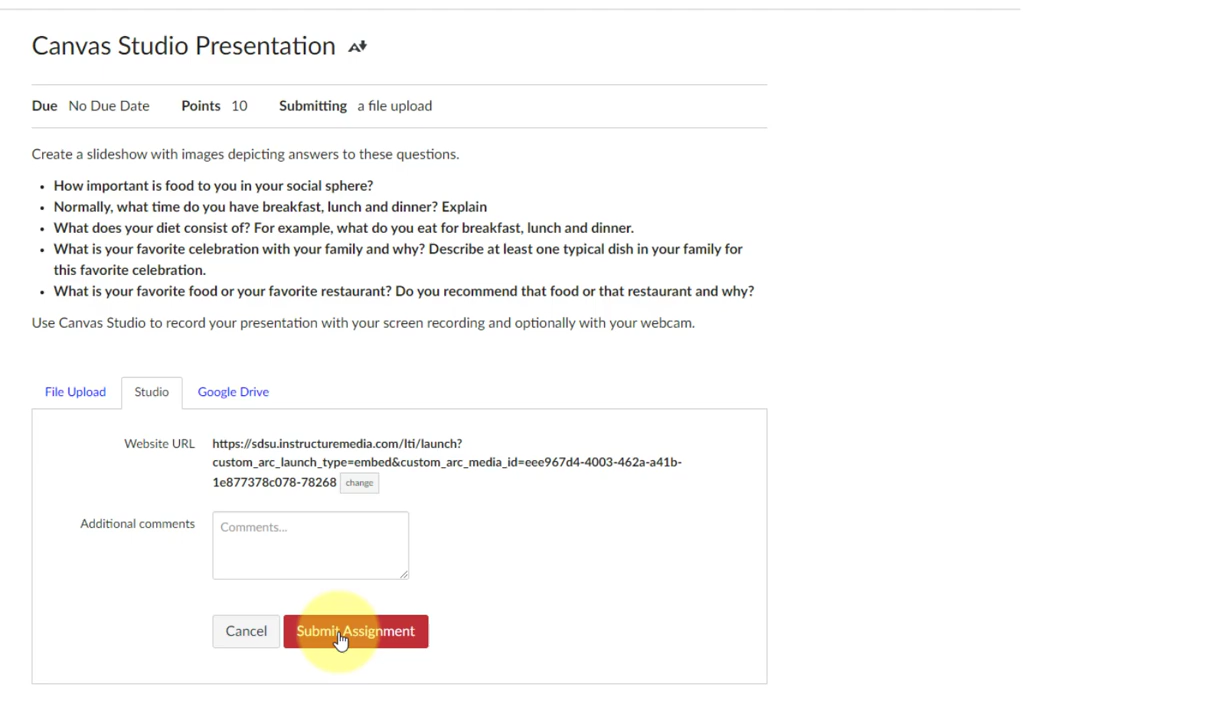 Canvas Studio Presentation
Due No Due Date Points 10 Submitting a file upload
Create a slideshow with images depicting answers to these questions.
• How important is food to you in your social sphere?
• Normally, what time do you have breakfast, lunch and dinner? Explain
• What does your diet consist of? For example, what do you eat for breakfast, lunch and dinner.
• What is your favorite celebration with your family and why? Describe at least one typical dish in your family for
this favorite celebration.
• What is your favorite food or your favorite restaurant? Do you recommend that food or that restaurant and why?
Use Canvas Studio to record your presentation with your screen recording and optionally with your webcam.
File Upload Studio Google Drive
Website URL https://sdsu.instructuremedia.com/lti/launch?
custom_arc_launch_type=embed&custom_arc_media_id=eee967d4-4003-462a-a41b-
1e877378c078-78268 change
Additional comments Comments...
Cancel Submit Assignment